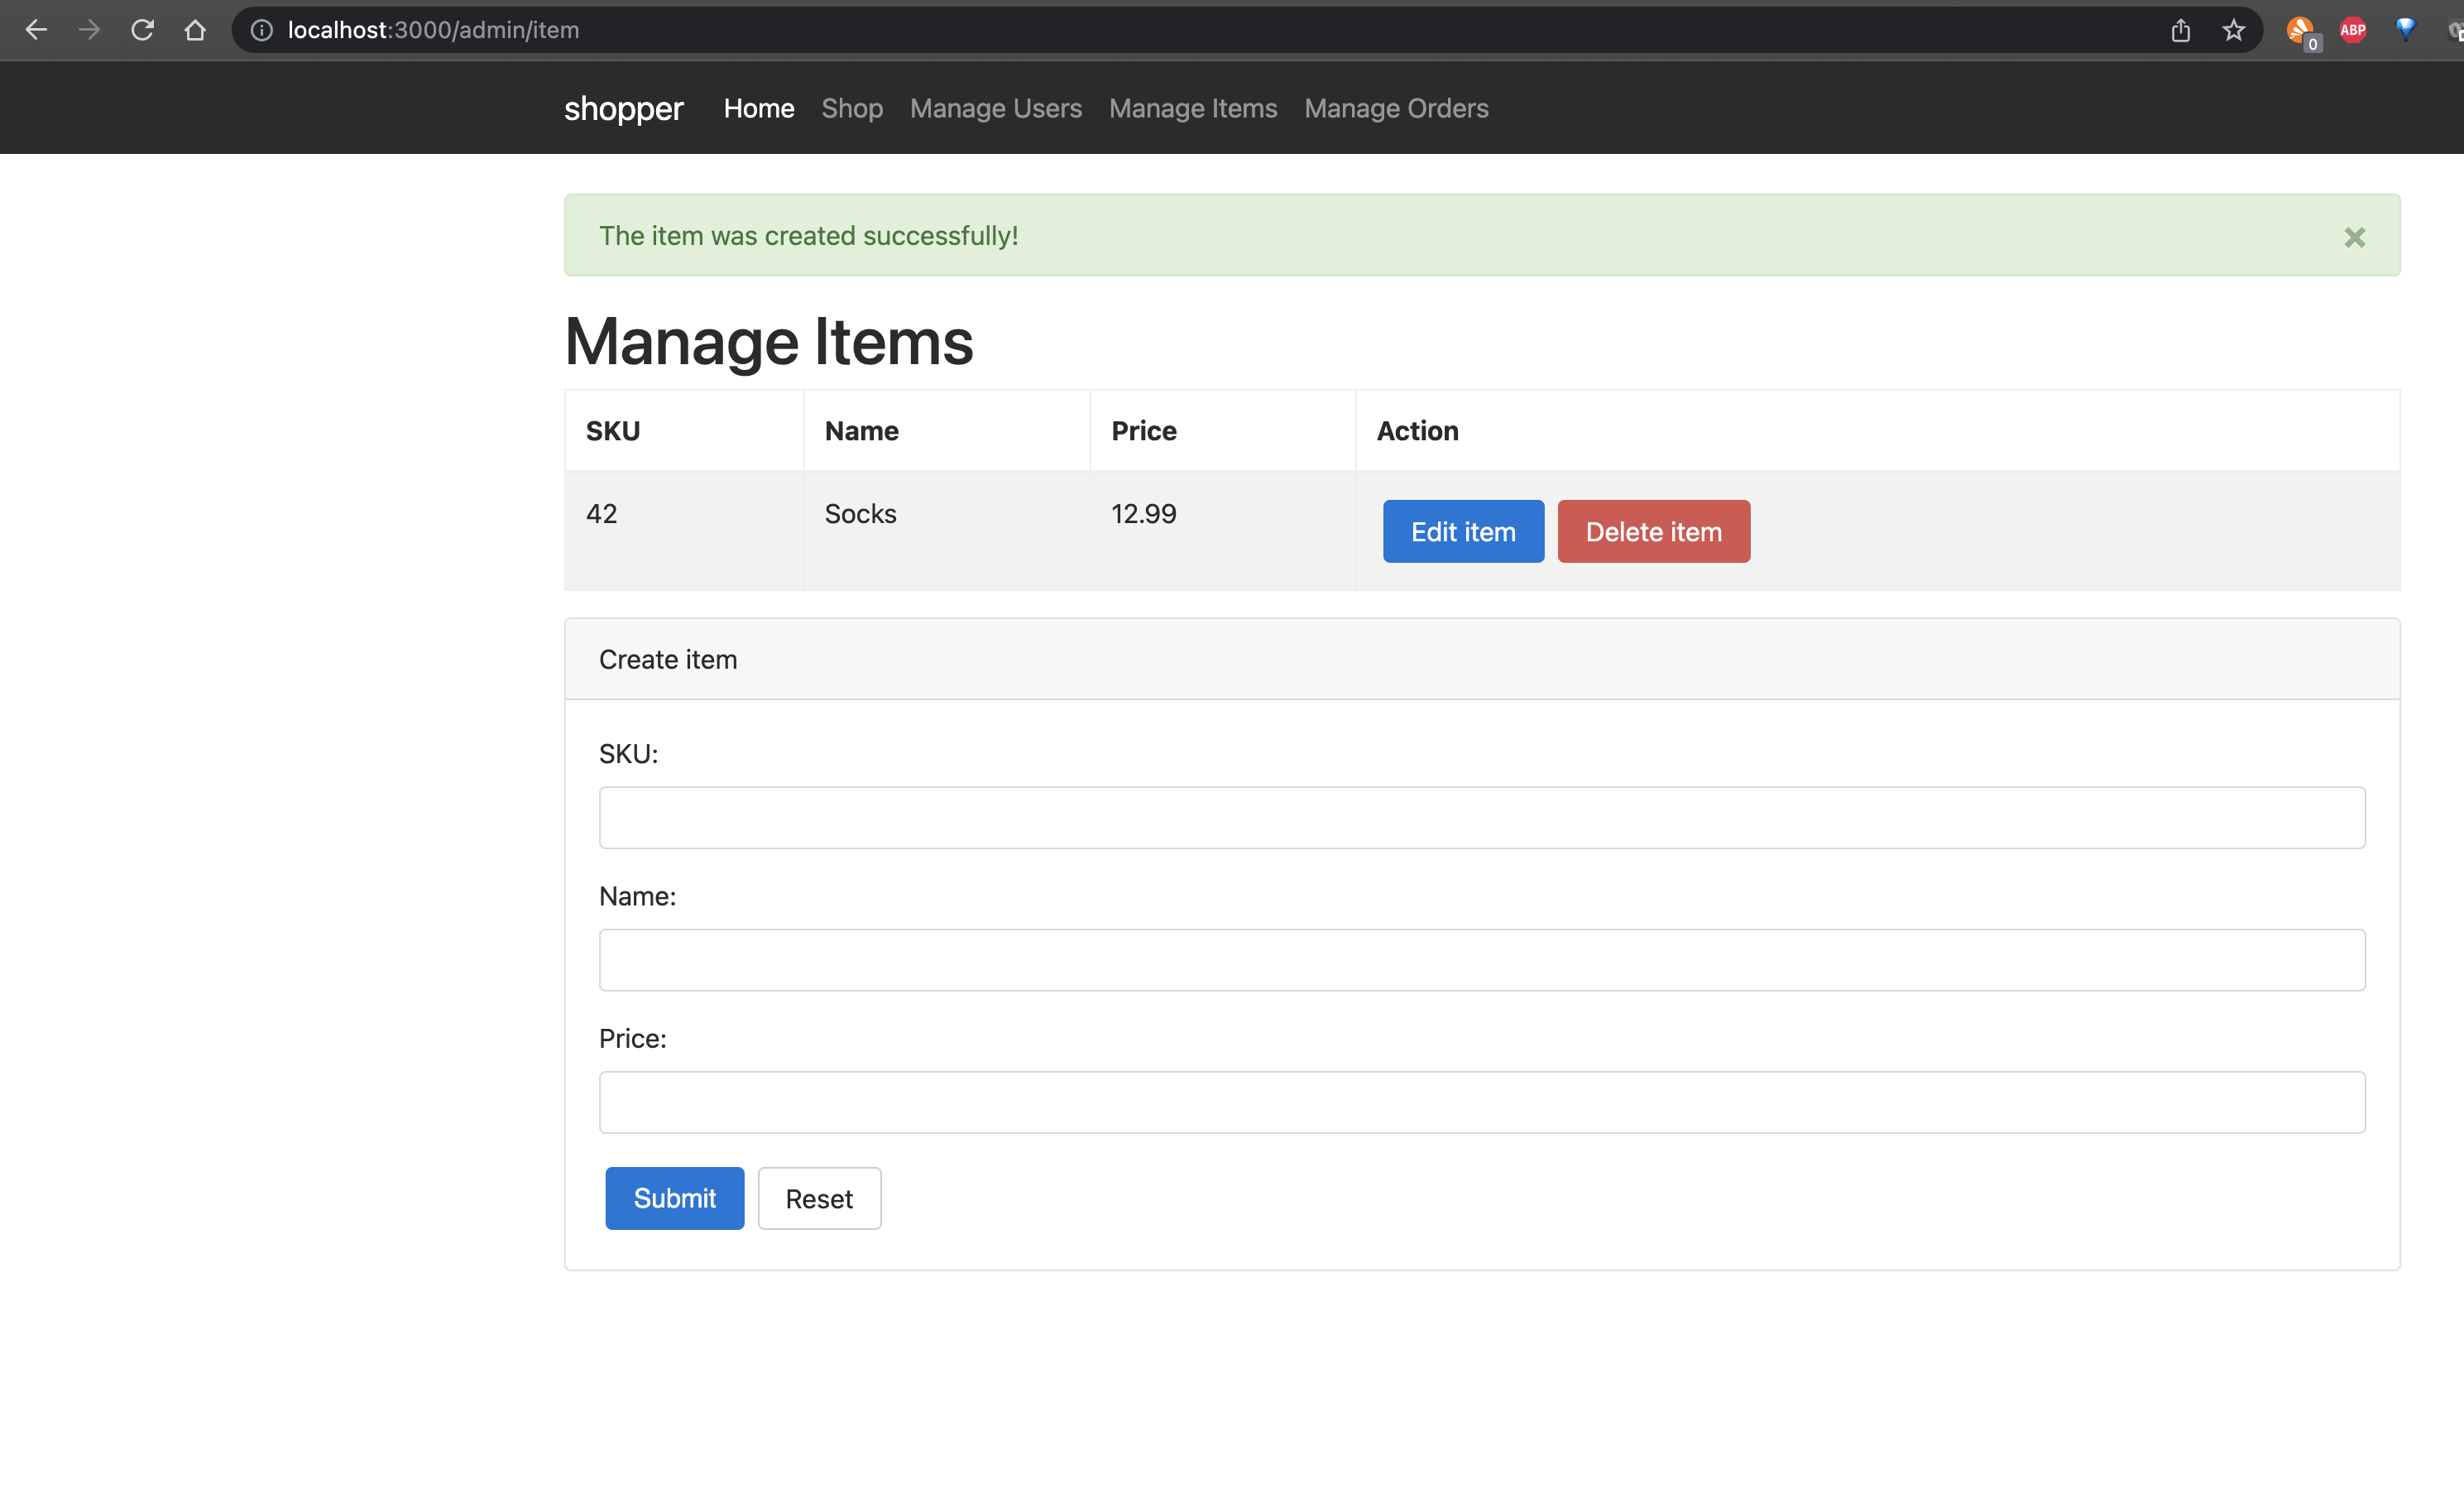 localhost:3000/admin/item
0
ABP
shopper Home Shop Manage Users Manage Items Manage Orders
The item was created successfully!
×
Manage Items
SKU Name Price Action
42 Socks 12.99 Edit item Delete item
Create item
SKU:
Name:
Price:
Submit Reset